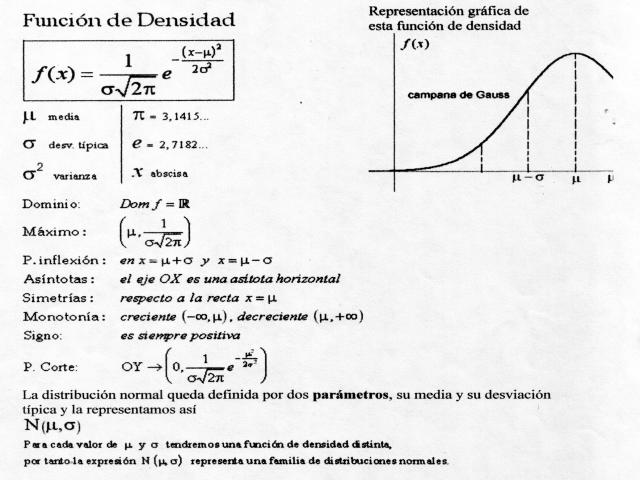 Función de Densidad
f(x) = 1/(σ√(2π)) e^(-(x-μ)²/(2σ²))
μ media
π = 3,1415...
σ desv. típica
e = 2,7182...
σ² varianza
x abscisa
Dominio: Dom f = ℝ
Máximo : (μ, 1/(σ√(2π)))
P.inflexión : en x = μ+σ y x = μ−σ
Asíntotas : el eje OX es una asítota horizontal
Simetrías : respecto a la recta x = μ
Monotonía : creciente (−∞,μ), decreciente (μ,+∞)
Signo: es siempre positiva
P. Corte: OY → (0, 1/(σ√(2π)) e^(-μ²/(2σ²)))
Representación gráfica de
esta función de densidad
f(x)
campana de Gauss
μ − σ
μ
La distribución normal queda definida por dos parámetros, su media y su desviación
típica y la representamos así
N(μ,σ)
Para cada valor de μ y σ tendremos una función de densidad distinta,
por tanto la expresión N (μ,σ) representa una familia de distribuciones normales.